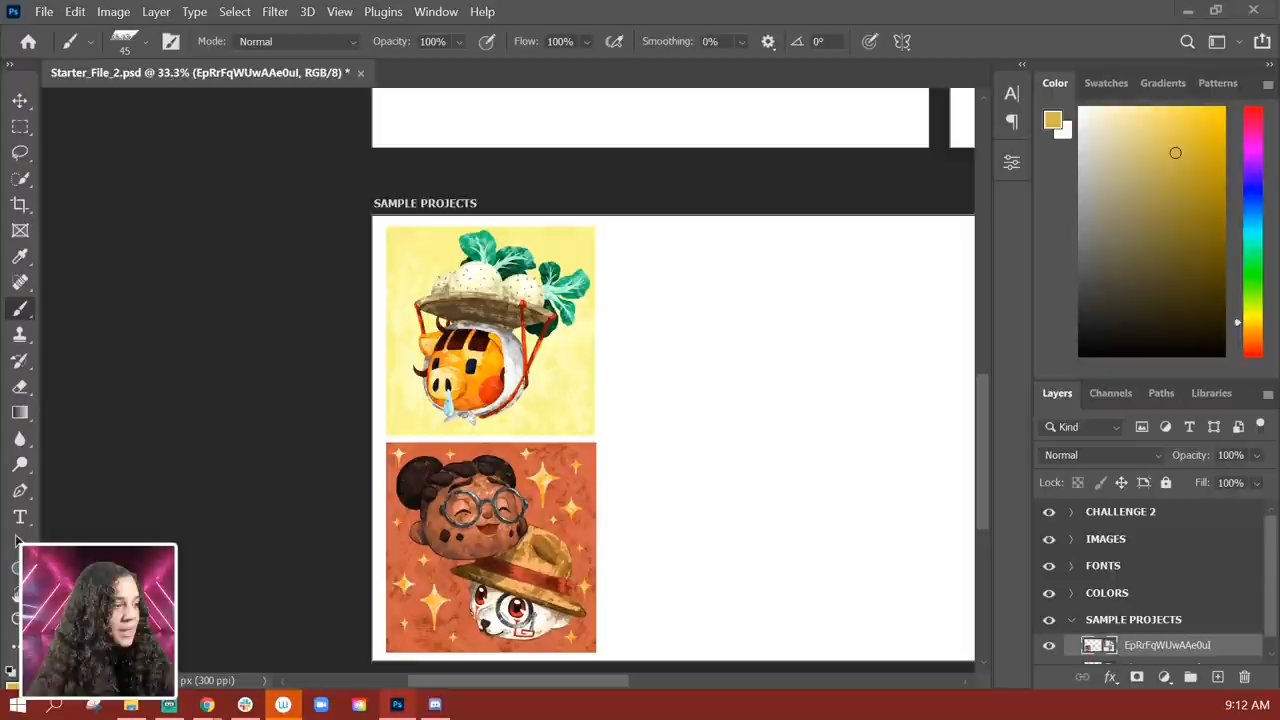 Ps File Edit Image Layer Type Select Filter 3D View Plugins Window Help
45 Mode: Normal Opacity: 100% Flow: 100% Smoothing: 0% 0°
Starter_File_2.psd @ 33.3% (EpRrFqWUwAAe0uI, RGB/8) *
Color Swatches Gradients Patterns
SAMPLE PROJECTS
Layers Channels Paths Libraries
Kind
Normal Opacity: 100%
Lock: Fill: 100%
CHALLENGE 2
IMAGES
FONTS
COLORS
SAMPLE PROJECTS
EpRrFqWUwAAe0uI
px (300 ppi)
9:12 AM